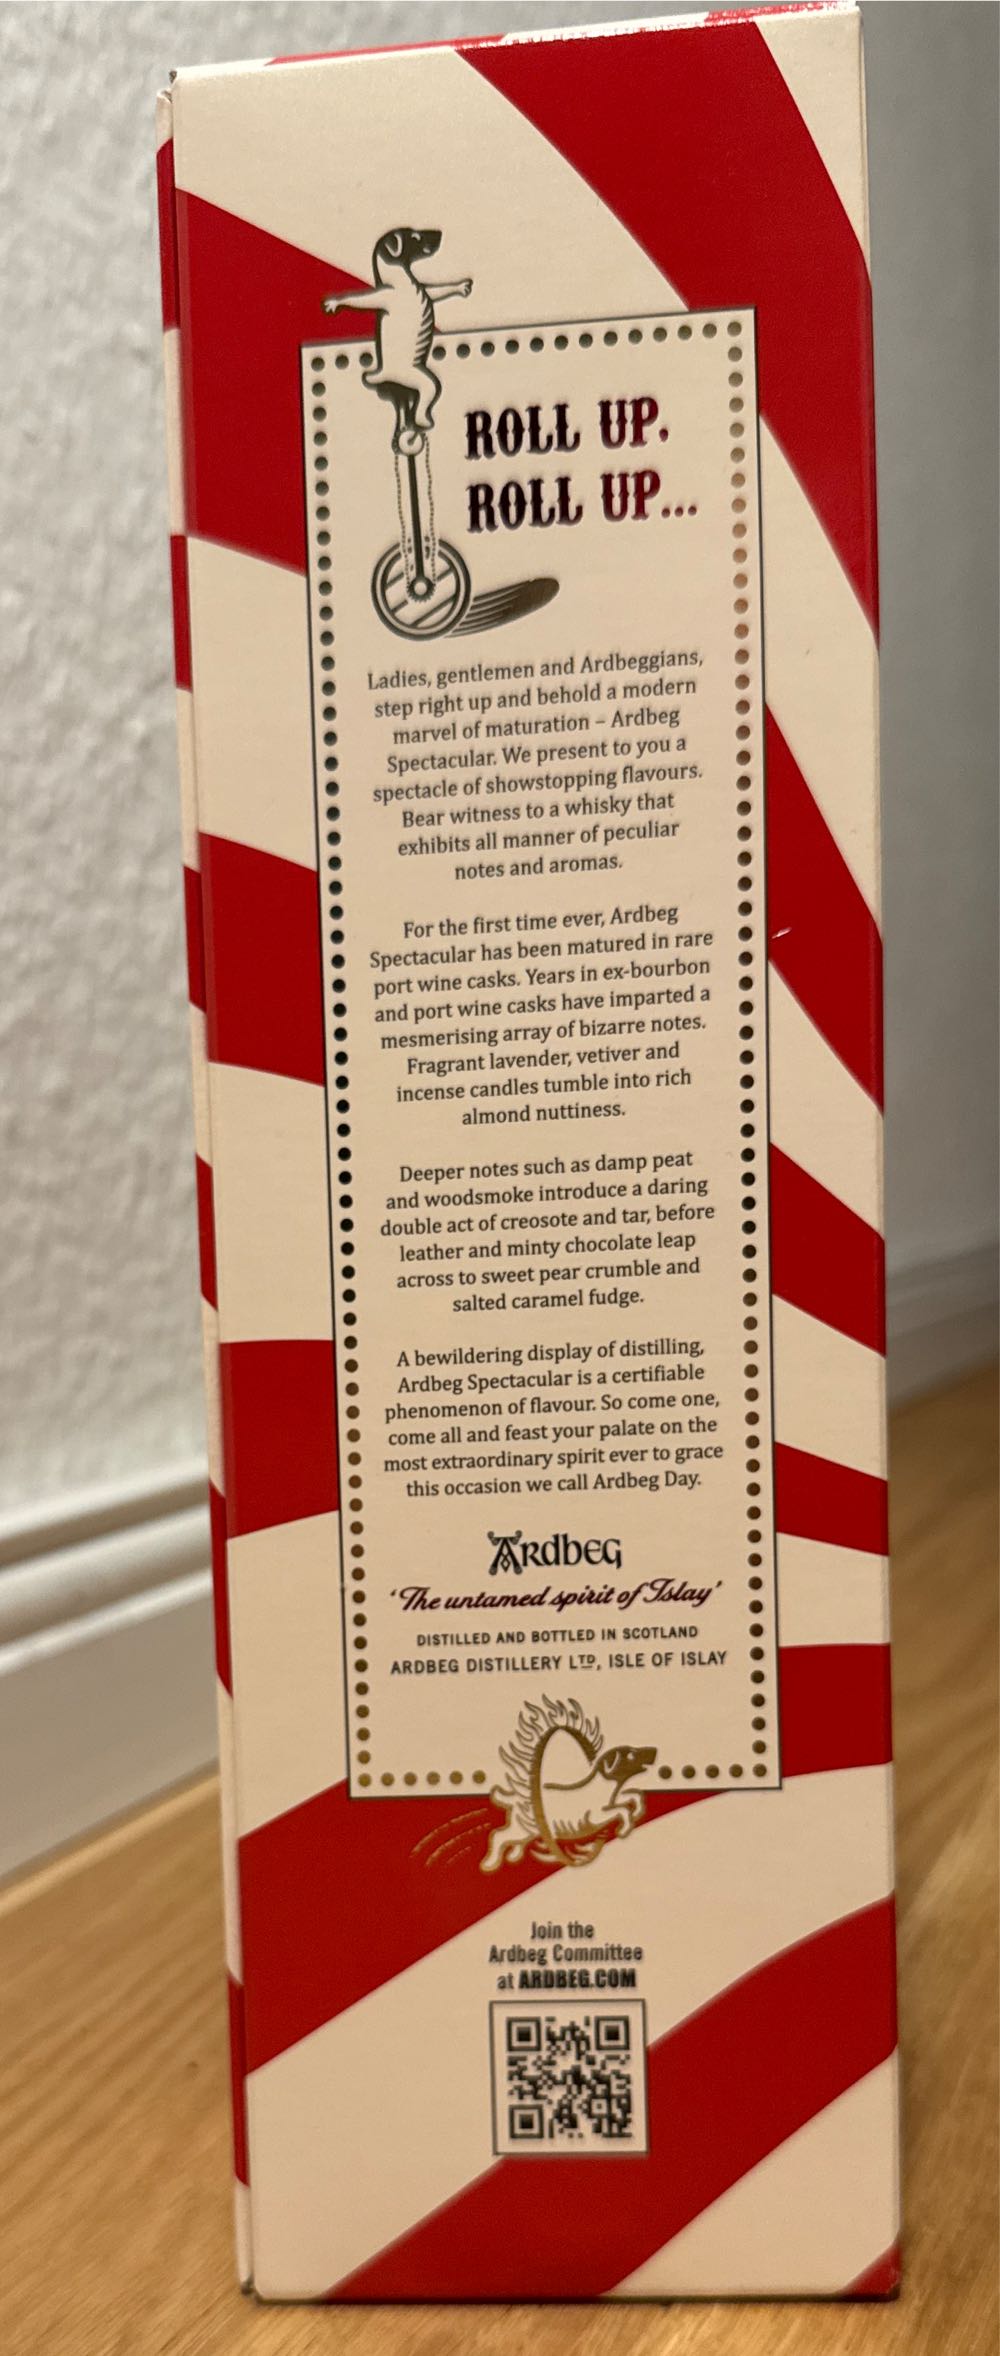 ROLL UP.
ROLL UP...
Ladies, gentlemen and Ardbeggians,
step right up and behold a modern
marvel of maturation – Ardbeg
Spectacular. We present to you a
spectacle of showstopping flavours.
Bear witness to a whisky that
exhibits all manner of peculiar
notes and aromas.
For the first time ever, Ardbeg
Spectacular has been matured in rare
port wine casks. Years in ex-bourbon
and port wine casks have imparted a
mesmerising array of bizarre notes.
Fragrant lavender, vetiver and
incense candles tumble into rich
almond nuttiness.
Deeper notes such as damp peat
and woodsmoke introduce a daring
double act of creosote and tar, before
leather and minty chocolate leap
across to sweet pear crumble and
salted caramel fudge.
A bewildering display of distilling,
Ardbeg Spectacular is a certifiable
phenomenon of flavour. So come one,
come all and feast your palate on the
most extraordinary spirit ever to grace
this occasion we call Ardbeg Day.
ARDBEG
‘The untamed spirit of Islay’
DISTILLED AND BOTTLED IN SCOTLAND
ARDBEG DISTILLERY LTD, ISLE OF ISLAY
Join the
Ardbeg Committee
at ARDBEG.COM